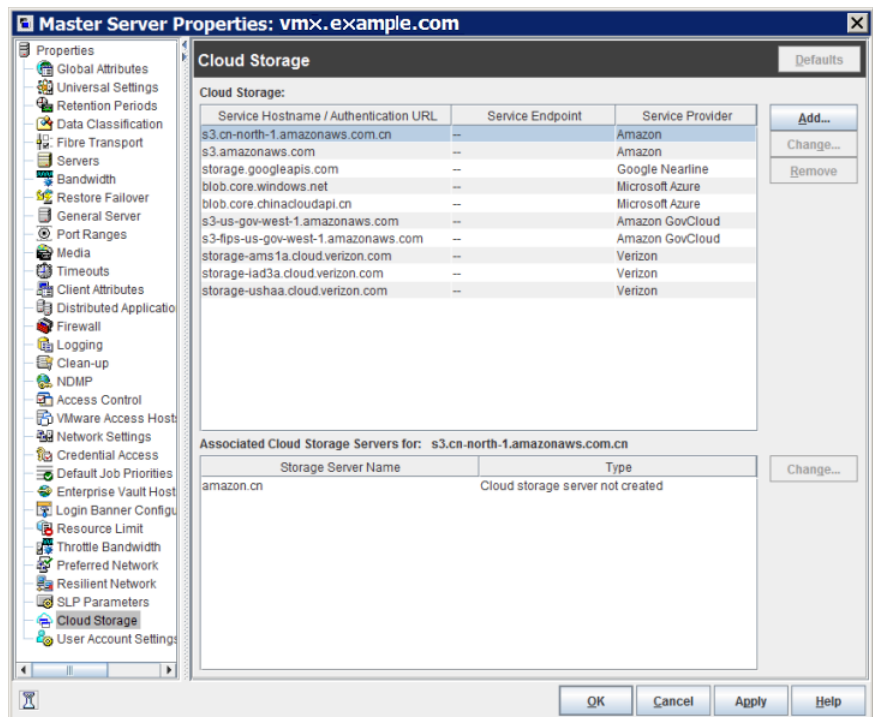 Master Server Properties: vmx.example.com
Properties
Global Attributes
Universal Settings
Retention Periods
Data Classification
Fibre Transport
Servers
Bandwidth
Restore Failover
General Server
Port Ranges
Media
Timeouts
Client Attributes
Distributed Applicatio
Firewall
Logging
Clean-up
NDMP
Access Control
VMware Access Hosts
Network Settings
Credential Access
Default Job Priorities
Enterprise Vault Host
Login Banner Configu
Resource Limit
Throttle Bandwidth
Preferred Network
Resilient Network
SLP Parameters
Cloud Storage
User Account Settings
Cloud Storage Defaults
Cloud Storage:
Service Hostname / Authentication URL Service Endpoint Service Provider
s3.cn-north-1.amazonaws.com.cn -- Amazon
s3.amazonaws.com -- Amazon
storage.googleapis.com Google Nearline
blob.core.windows.net -- Microsoft Azure
blob.core.chinacloudapi.cn -- Microsoft Azure
s3-us-gov-west-1.amazonaws.com -- Amazon GovCloud
s3-fips-us-gov-west-1.amazonaws.com -- Amazon GovCloud
storage-ams1a.cloud.verizon.com -- Verizon
storage-iad3a.cloud.verizon.com -- Verizon
storage-ushaa.cloud.verizon.com -- Verizon
Add...
Change...
Remove
Associated Cloud Storage Servers for: s3.cn-north-1.amazonaws.com.cn
Storage Server Name Type
amazon.cn Cloud storage server not created
Change...
OK Cancel Apply Help